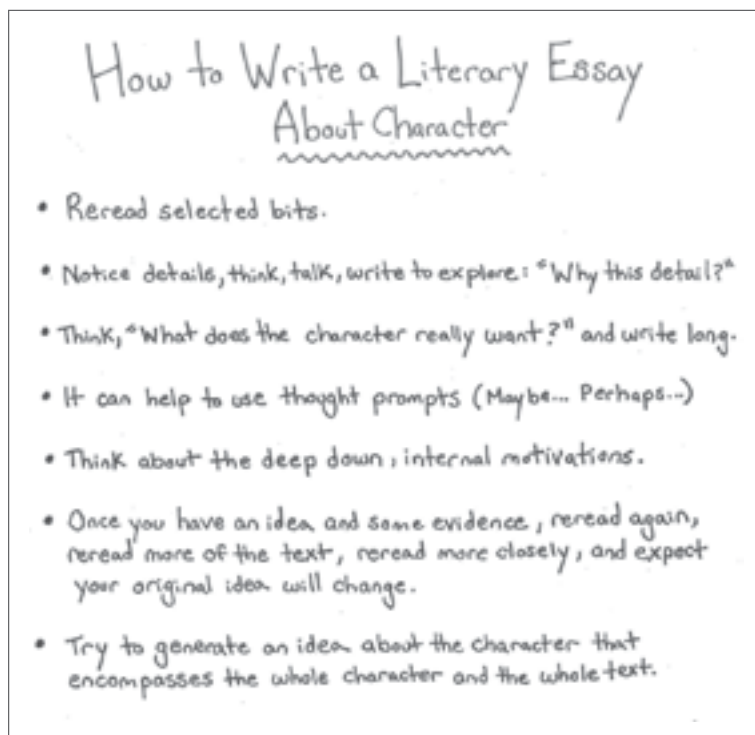 How to Write a Literary Essay
About Character
• Reread selected bits.
• Notice details, think, talk, write to explore: "Why this detail?"
• Think, "What does the character really want?" and write long.
• It can help to use thought prompts (Maybe... Perhaps...)
• Think about the deep down, internal motivations.
• Once you have an idea and some evidence, reread again,
reread more of the text, reread more closely, and expect
your original idea will change.
• Try to generate an idea about the character that
encompasses the whole character and the whole text.